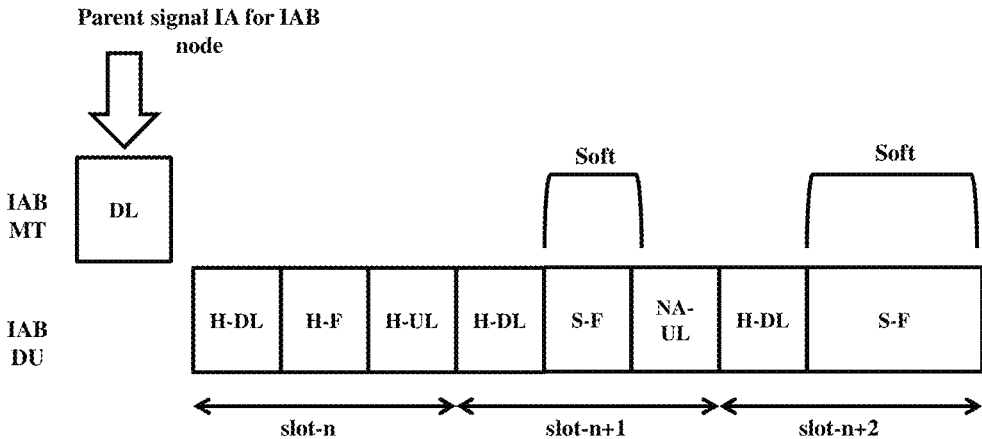 Parent signal IA for IAB
node
Soft
Soft
IAB
MT
DL
IAB
DU
H-DL
H-F
H-UL
H-DL
S-F
NA-
UL
H-DL
S-F
slot-n
slot-n+1
slot-n+2